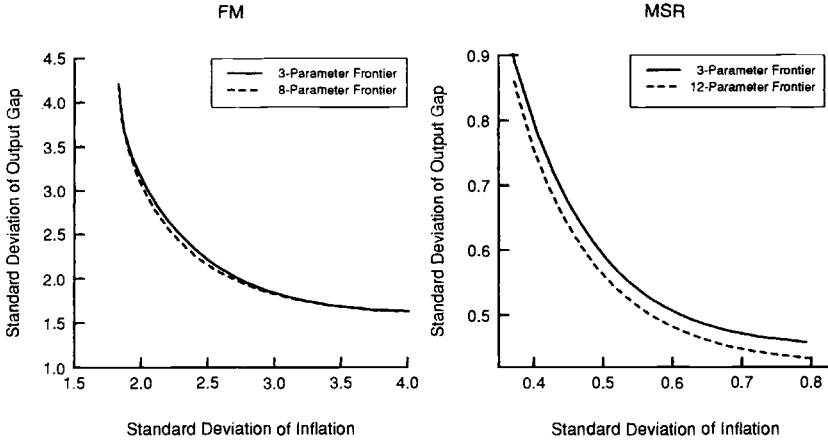 FM
Standard Deviation of Output Gap
4.5
4.0
3.5
3.0
2.5
2.0
1.5
1.0
3-Parameter Frontier
8-Parameter Frontier
1.5
2.0
2.5
3.0
3.5
4.0
Standard Deviation of Inflation
MSR
Standard Deviation of Output Gap
0.9
0.8
0.7
0.6
0.5
3-Parameter Frontier
12-Parameter Frontier
0.4
0.5
0.6
0.7
0.8
Standard Deviation of Inflation